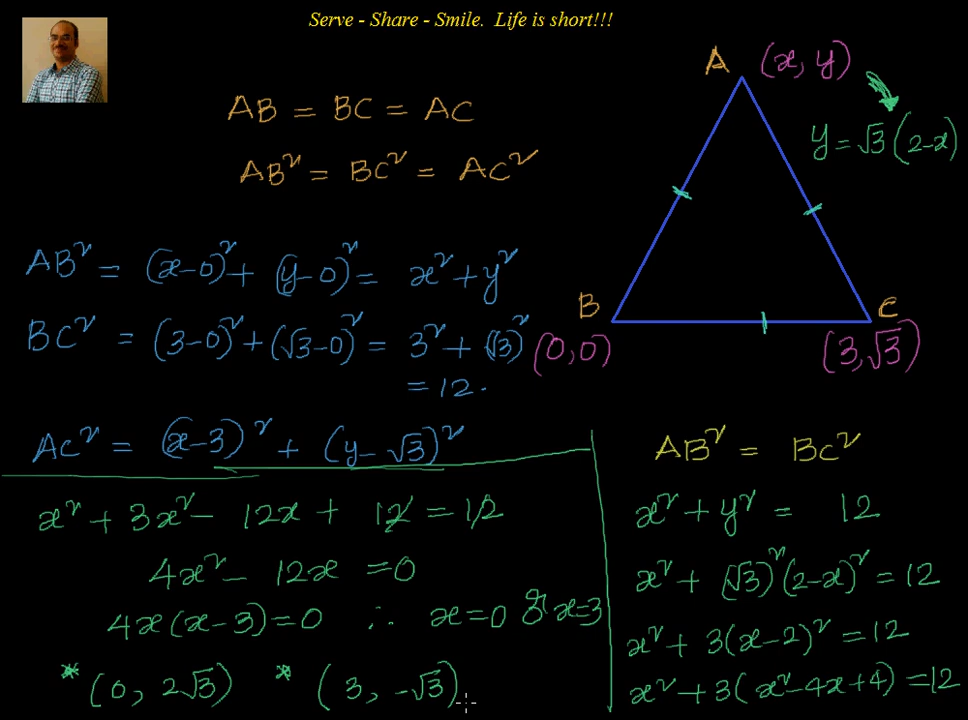 Serve - Share - Smile. Life is short!!!
A (x, y)
y = √3 (2-x)
AB = BC = AC
AB² = BC² = AC²
AB² = (x-0)² + (y-0)² = x² + y²
B
C
BC² = (3-0)² + (√3-0)² = 3² + (√3)²
(0,0)
(3, √3)
= 12.
AC² = (x-3)² + (y-√3)²
x² + 3x² - 12x + 12 = 12
4x² - 12x = 0
4x(x-3) = 0 ∴ x=0 or x=3
* (0, 2√3) * (3, -√3)
AB² = BC²
x² + y² = 12
x² + (√3)² (2-x)² = 12
x² + 3(x-2)² = 12
x² + 3(x²-4x+4) = 12